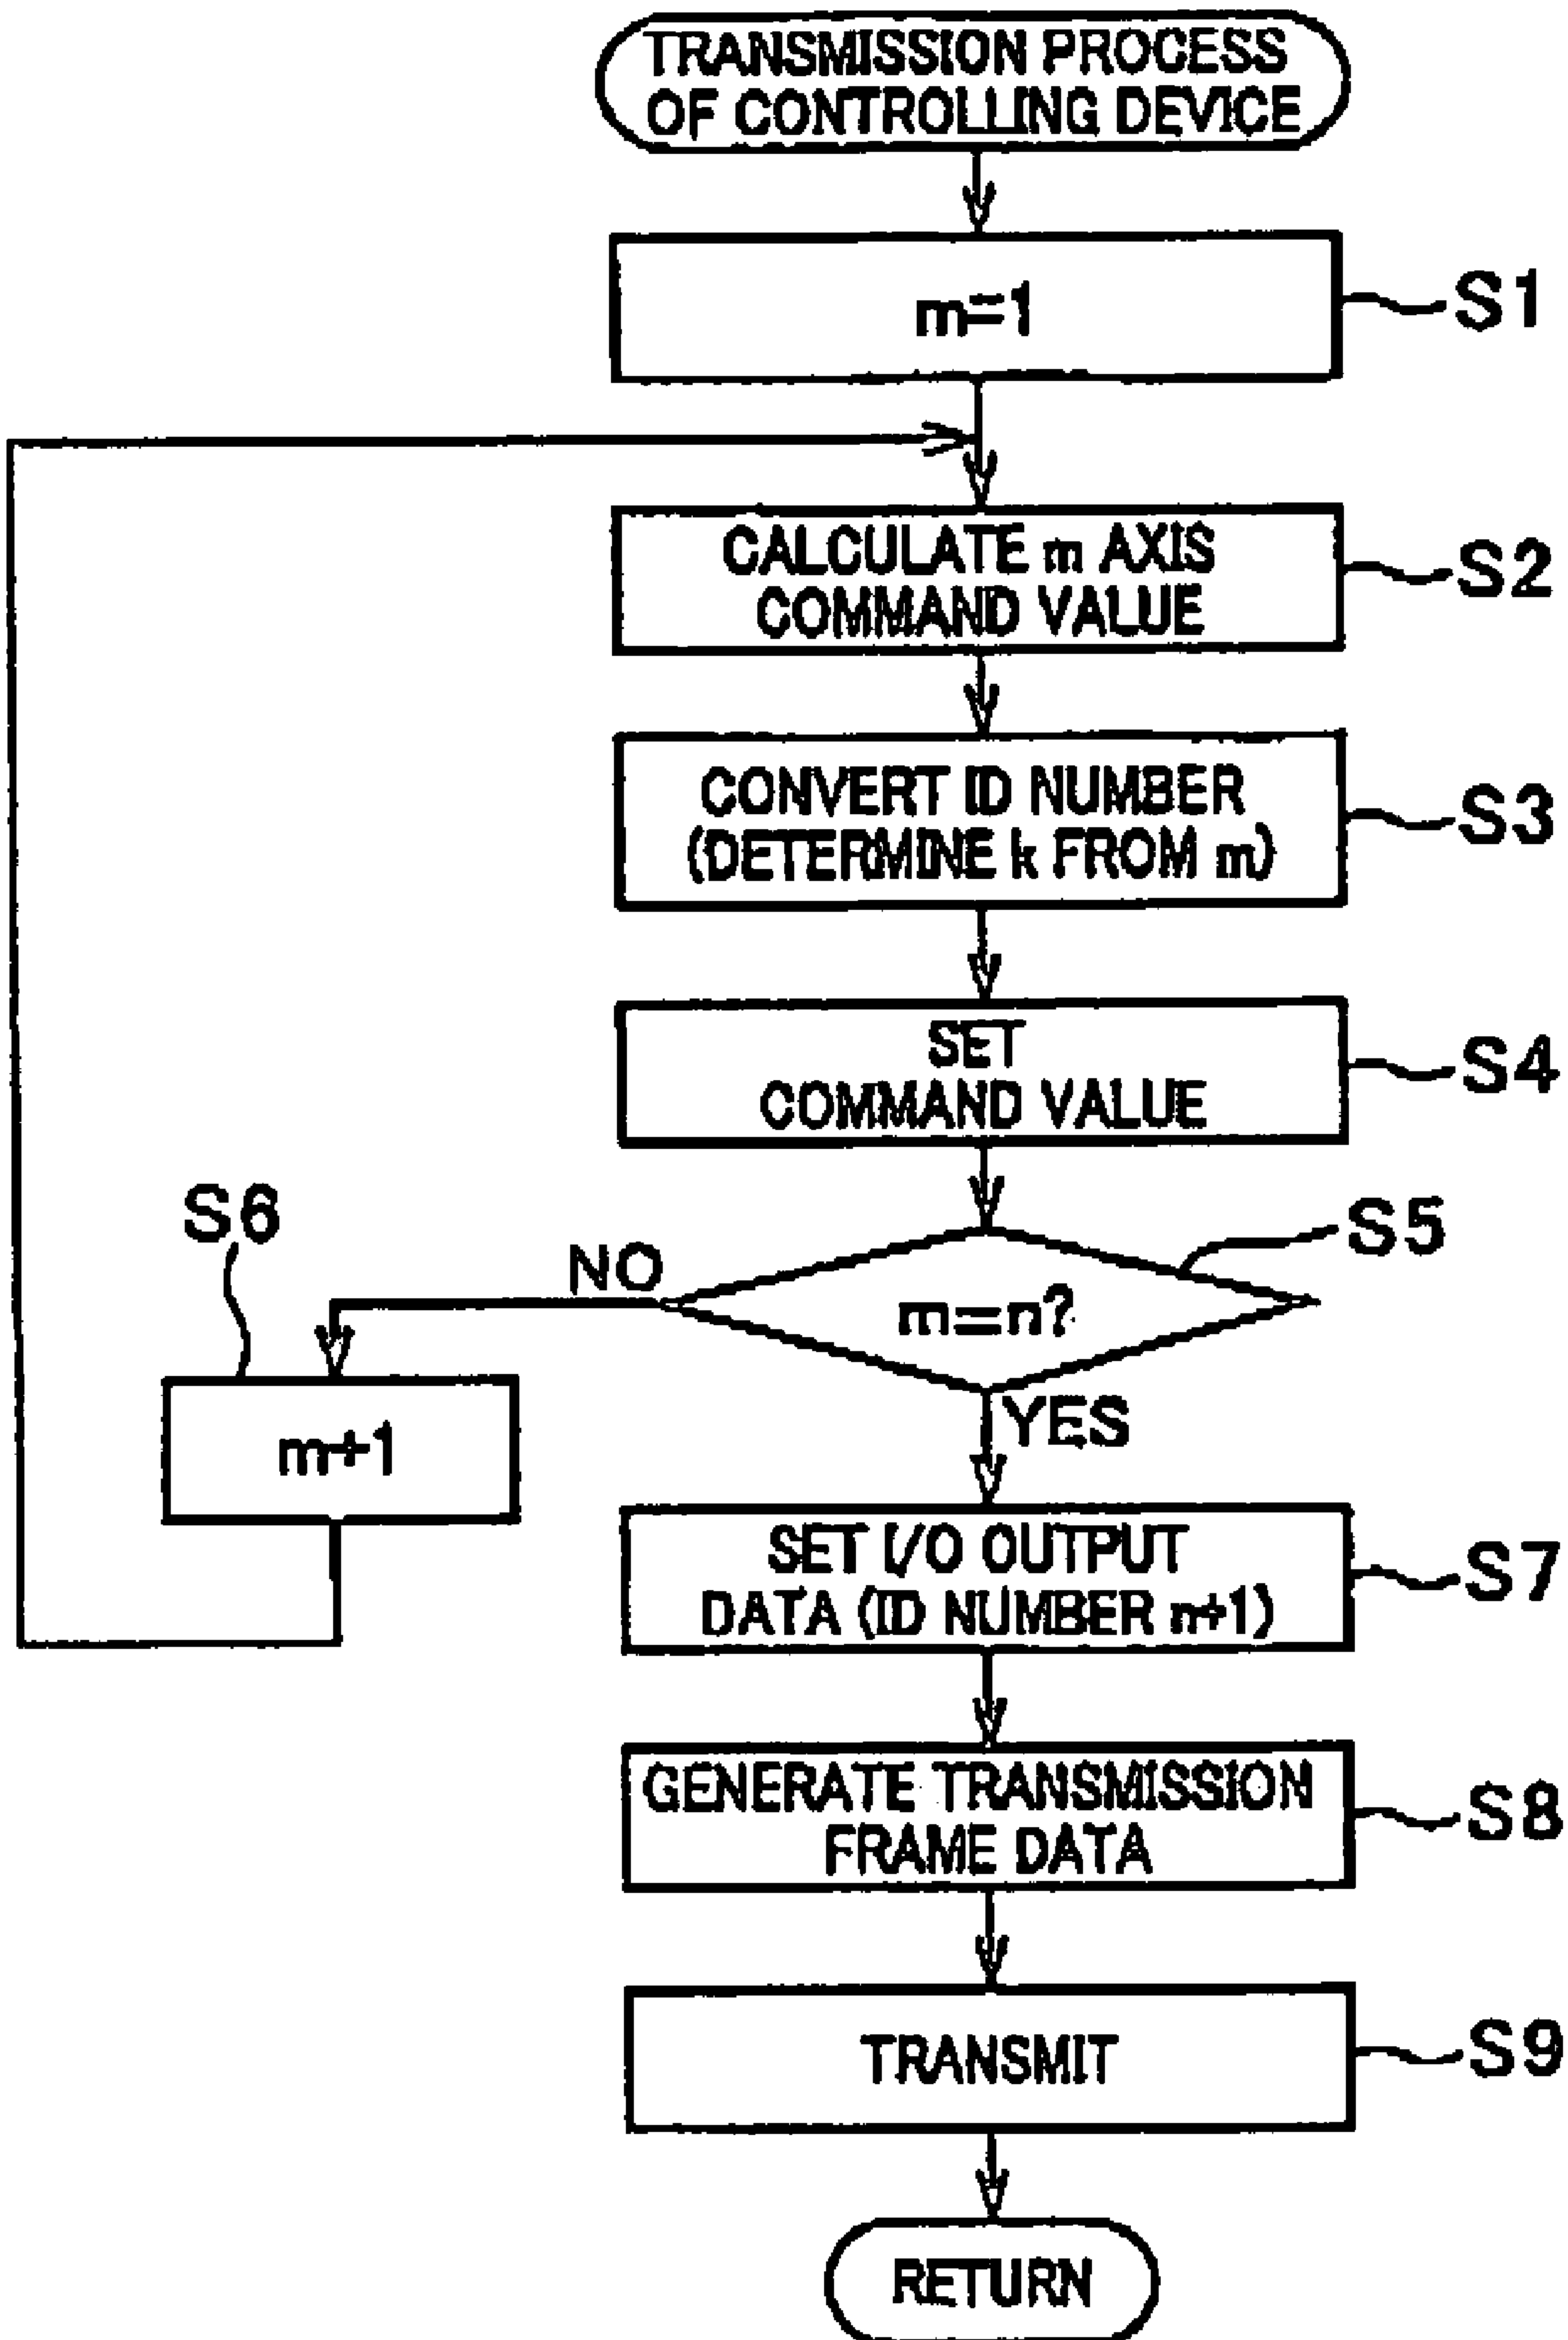 TRANSMISSION PROCESS
OF CONTROLLING DEVICE
m=1
S1
CALCULATE m AXIS
COMMAND VALUE
S2
CONVERT ID NUMBER
(DETERMINE k FROM m)
S3
SET
COMMAND VALUE
S4
S6
NO
m=n?
S5
m+1
YES
SET I/O OUTPUT
DATA (ID NUMBER n+1)
S7
GENERATE TRANSMISSION
FRAME DATA
S8
TRANSMIT
S9
RETURN